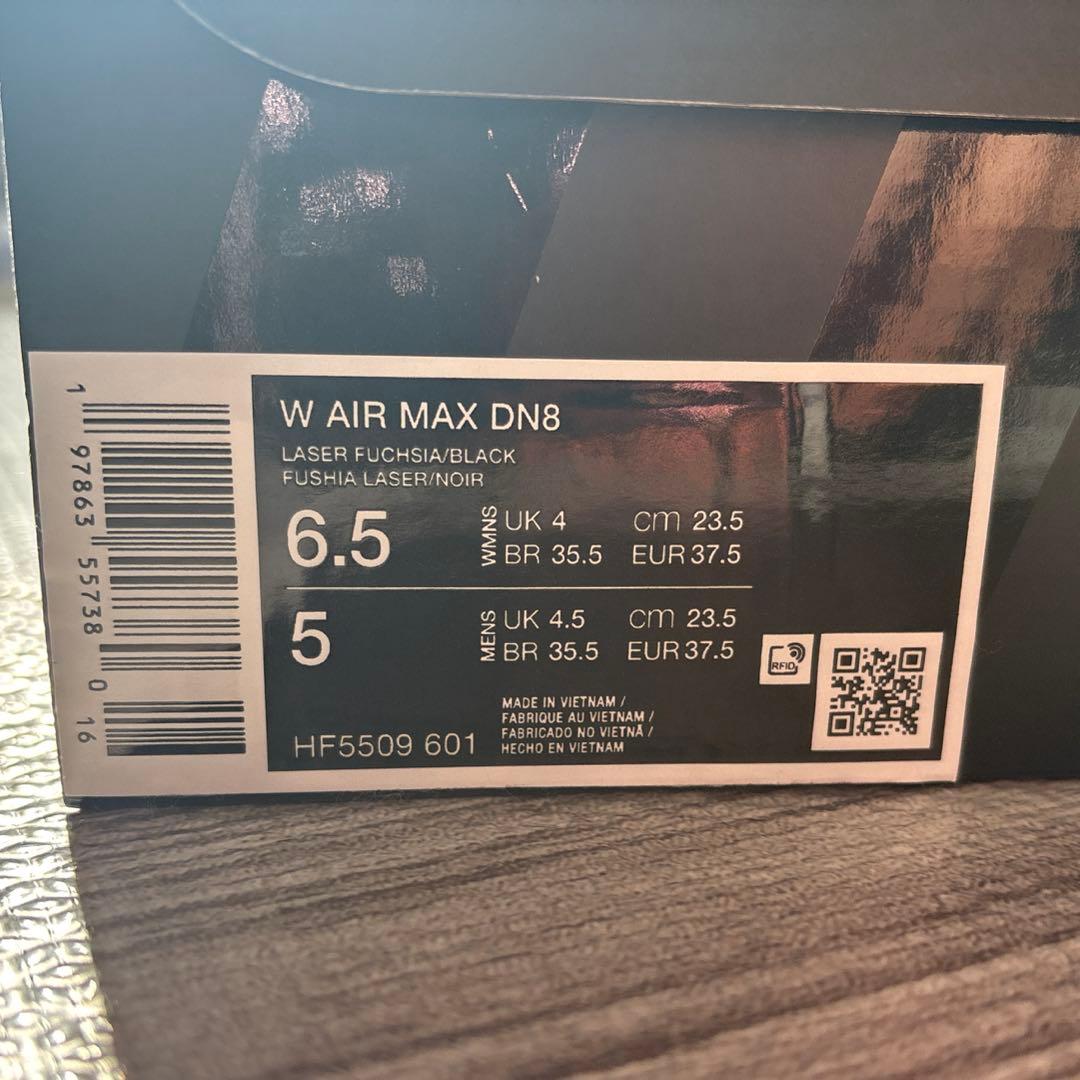 W AIR MAX DN8
LASER FUCHSIA/BLACK
FUSHIA LASER/NOIR
6.5 WMNS UK 4 cm 23.5
BR 35.5 EUR 37.5
5 MENS UK 4.5 cm 23.5
BR 35.5 EUR 37.5
RFID
MADE IN VIETNAM /
FABRIQUE AU VIETNAM /
FABRICADO NO VIETNÃ /
HECHO EN VIETNAM
HF5509 601
1 97863 55738 0 16